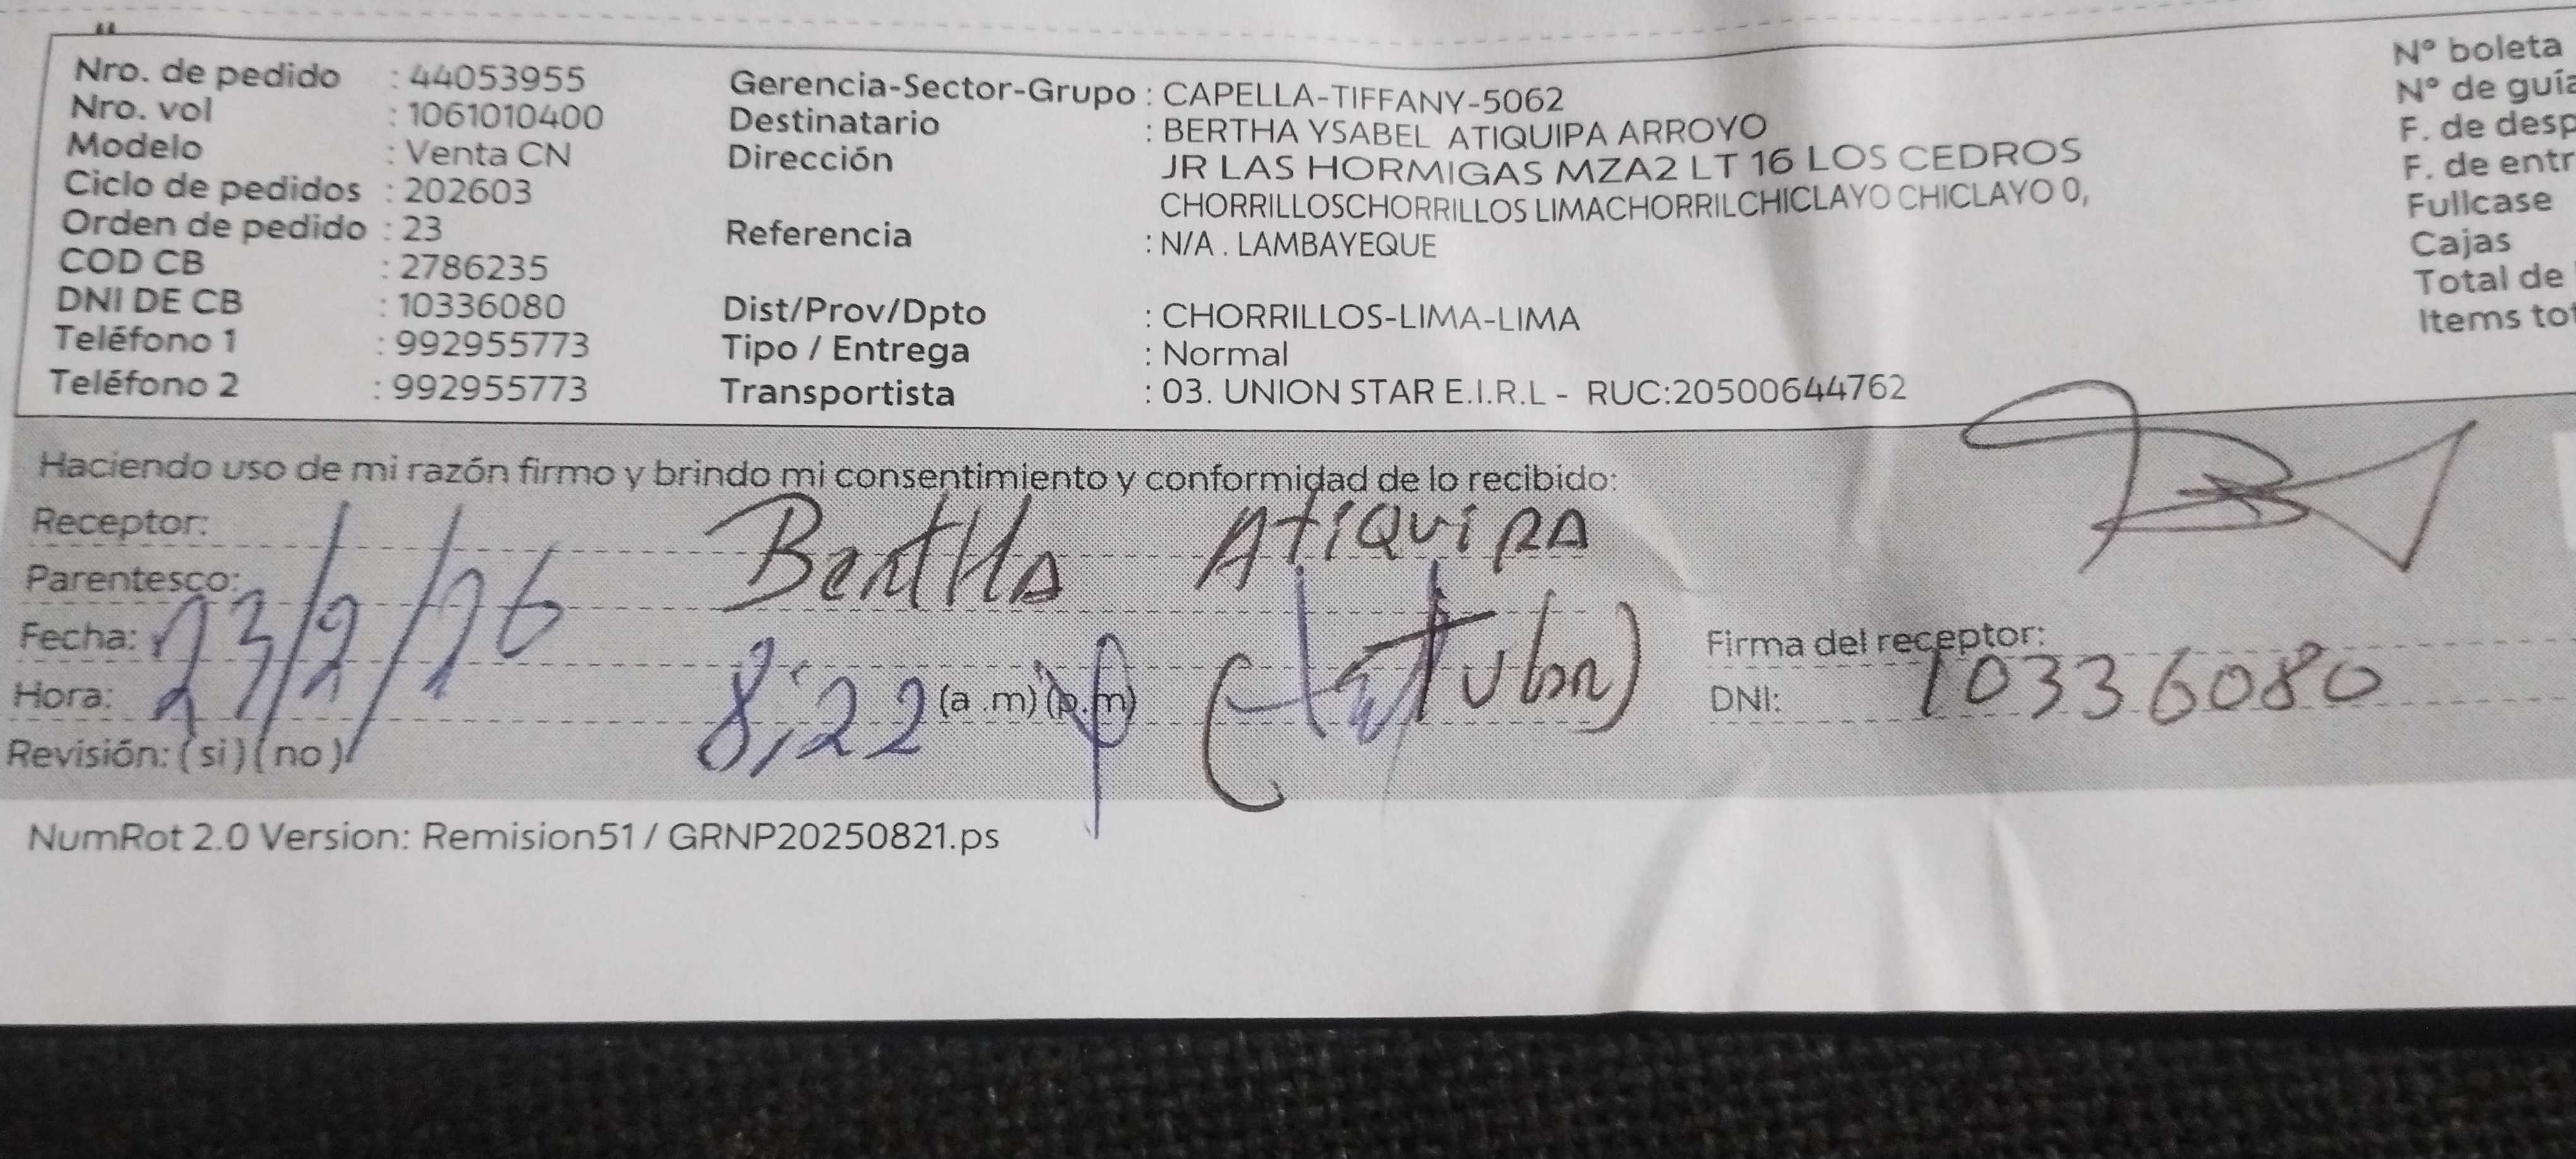 Nro. de pedido : 44053955
Nro. vol : 1061010400
Modelo : Venta CN
Ciclo de pedidos : 202603
Orden de pedido : 23
COD CB : 2786235
DNI DE CB : 10336080
Teléfono 1 : 992955773
Teléfono 2 : 992955773
Gerencia-Sector-Grupo : CAPELLA-TIFFANY-5062
Destinatario : BERTHA YSABEL ATIQUIPA ARROYO
Dirección JR LAS HORMIGAS MZA2 LT 16 LOS CEDROS
CHORRILLOSCHORRILLOS LIMACHORRILCHICLAYO CHICLAYO 0,
Referencia : N/A . LAMBAYEQUE
Dist/Prov/Dpto : CHORRILLOS-LIMA-LIMA
Tipo / Entrega : Normal
Transportista : 03. UNION STAR E.I.R.L - RUC:20500644762
Nº boleta
Nº de guía
F. de desp
F. de entr
Fullcase
Cajas
Total de
Items tot
Haciendo uso de mi razón firmo y brindo mi consentimiento y conformidad de lo recibido:
Receptor: BertHA AtiQuiPA
Parentesco:
Fecha: 23/2/26
Hora: 8:22 (a .m) (p.m)
Revisión: ( si ) ( no )
Firma del receptor:
DNI: 10336080
NumRot 2.0 Version: Remision51 / GRNP20250821.ps